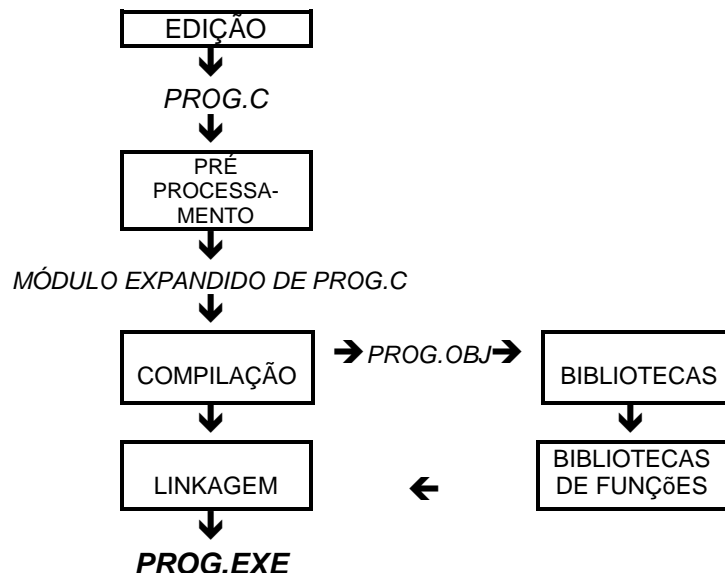 EDIÇÃO
PROG.C
PRÉ
PROCESSA-
MENTO
MÓDULO EXPANDIDO DE PROG.C
COMPILAÇÃO
PROG.OBJ
BIBLIOTECAS
LINKAGEM
BIBLIOTECAS
DE FUNÇõES
PROG.EXE